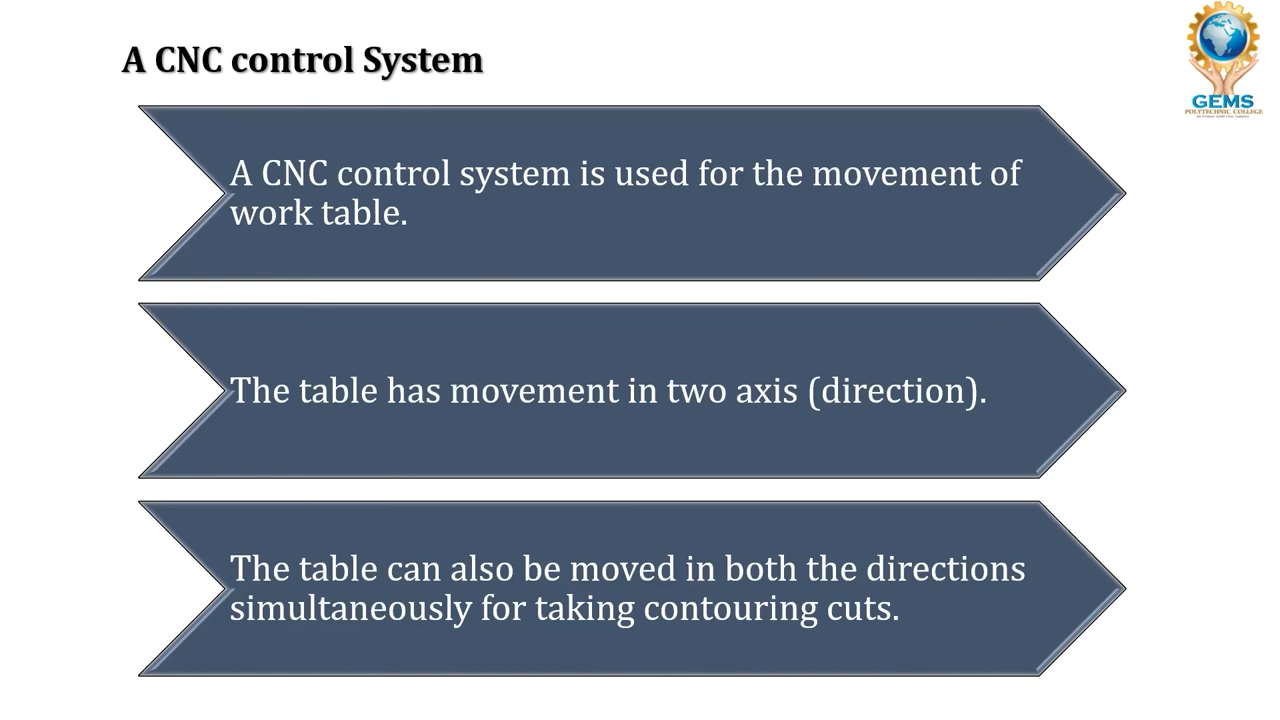 A CNC control System
GEMS
POLYTECHNIC COLLEGE
A CNC control system is used for the movement of
work table.
The table has movement in two axis (direction).
The table can also be moved in both the directions
simultaneously for taking contouring cuts.